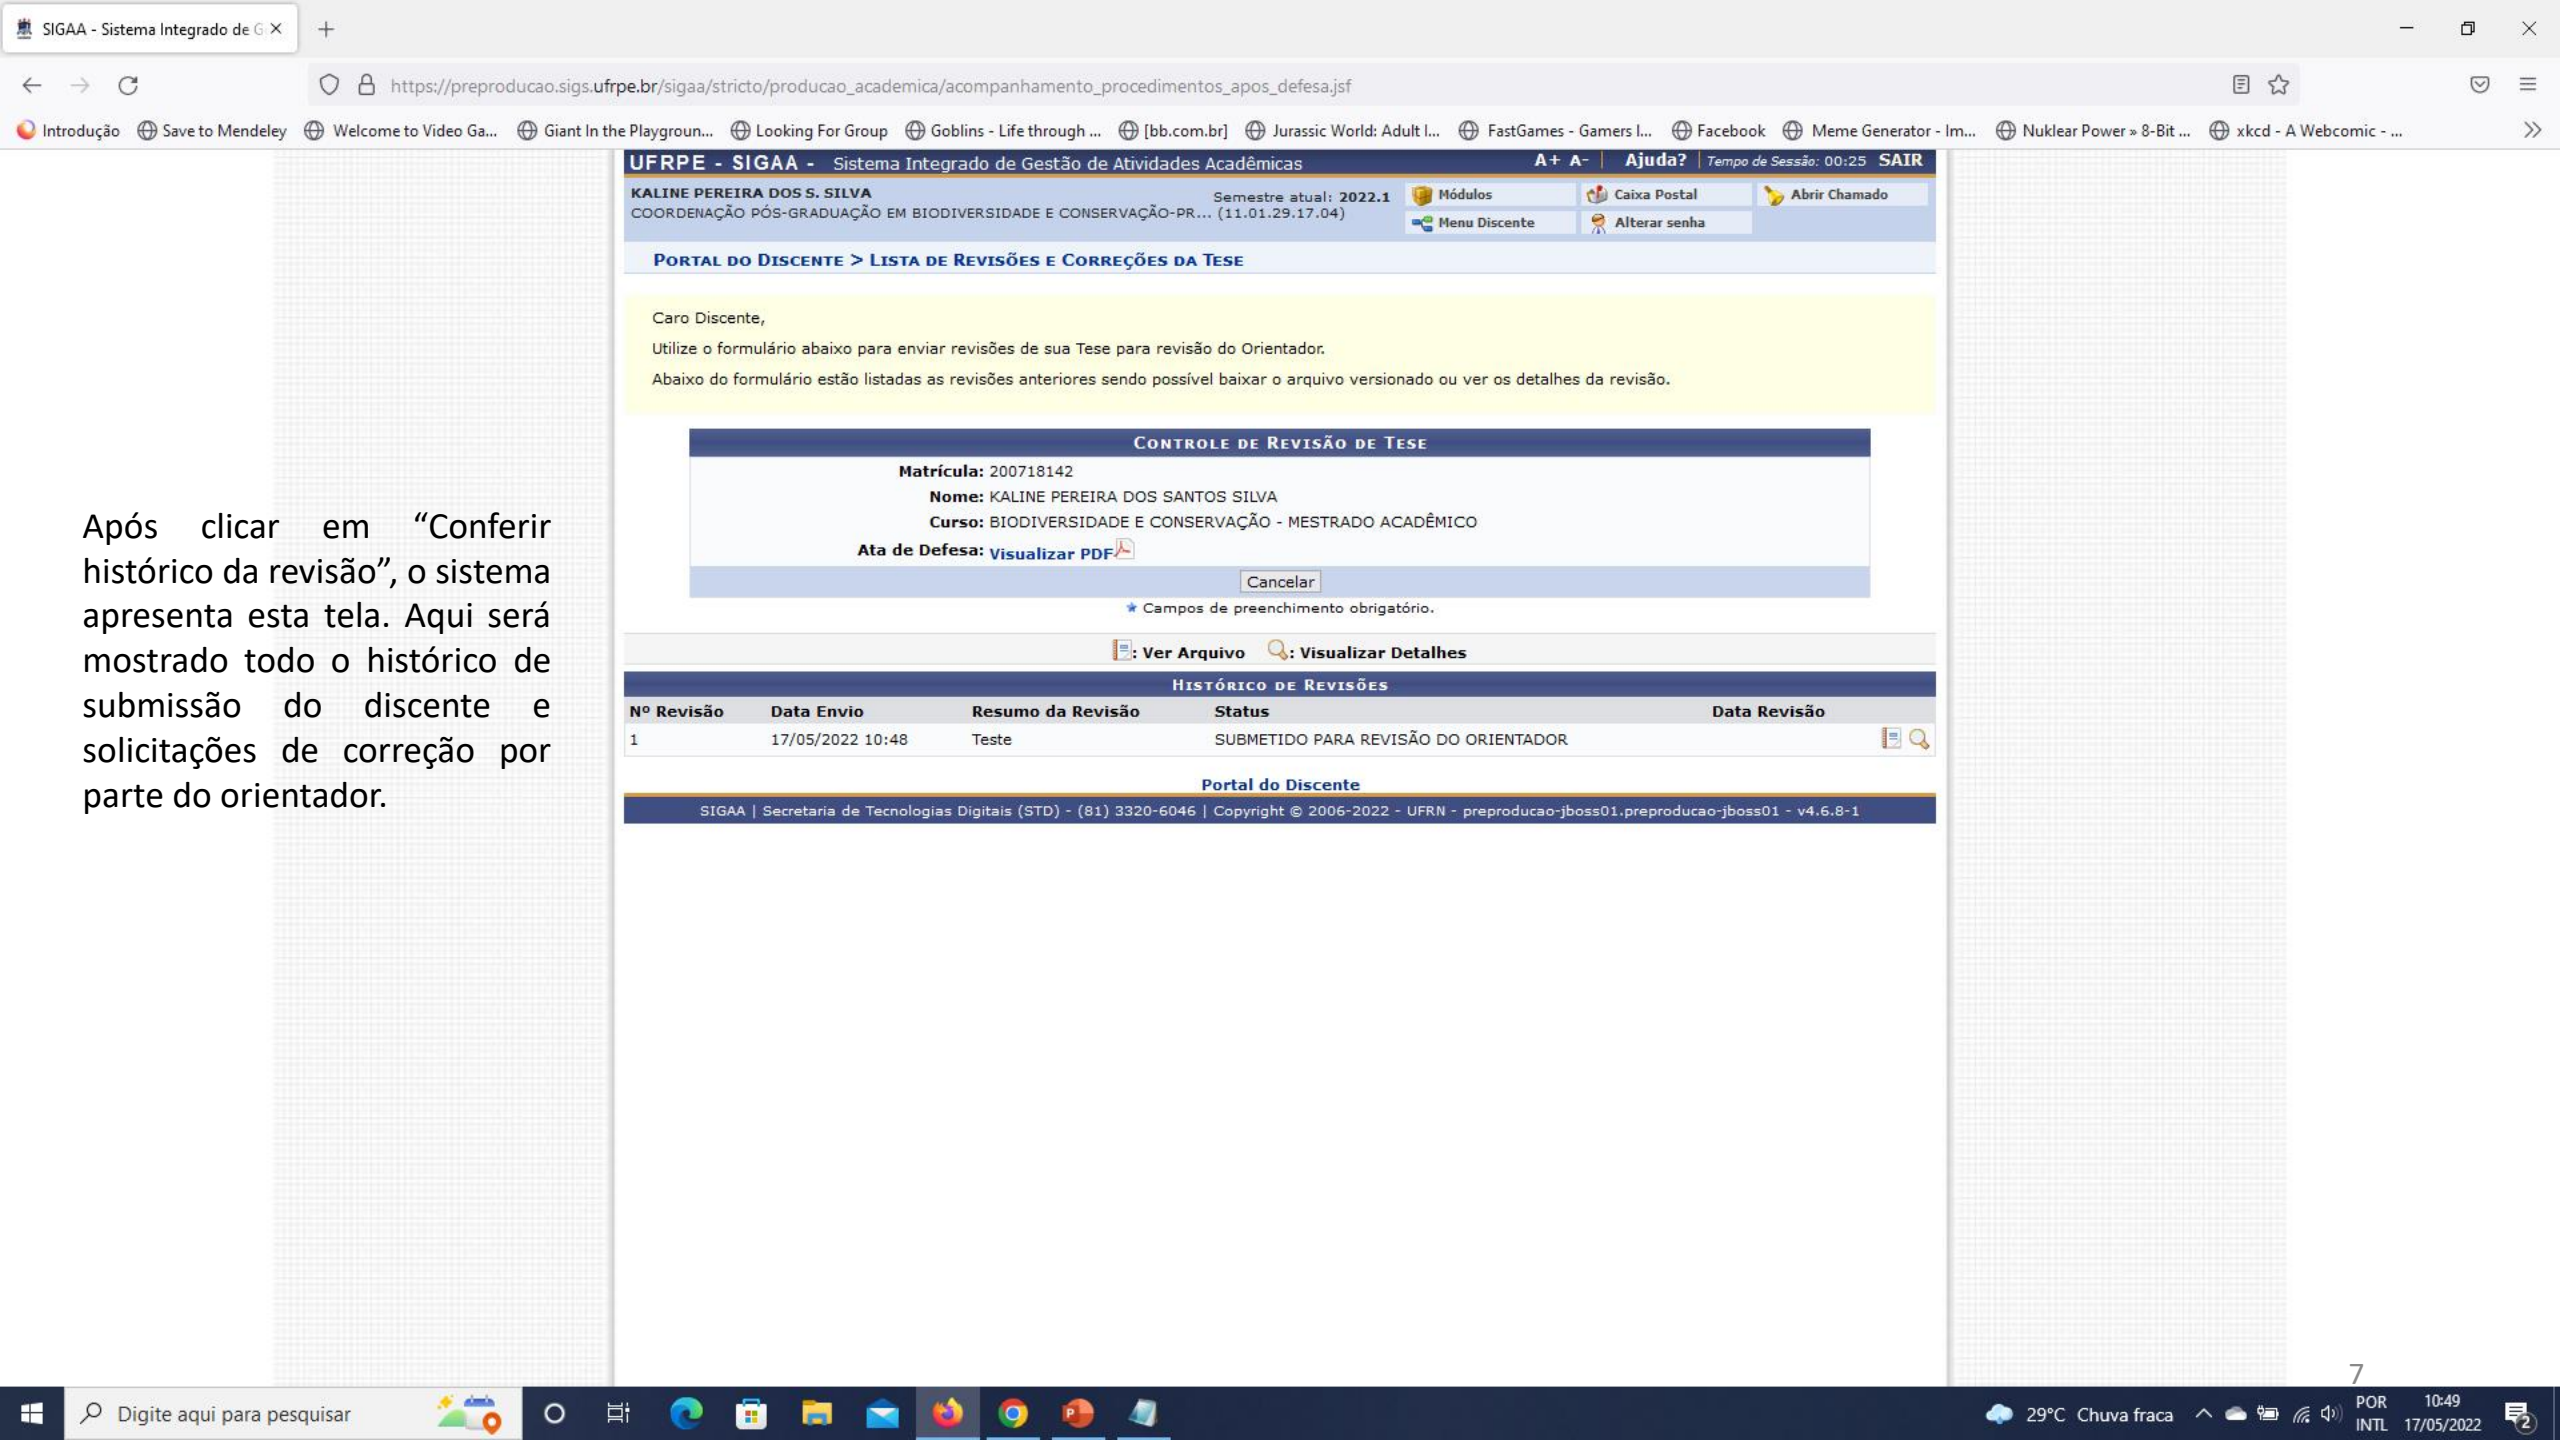 SIGAA - Sistema Integrado de G
https://preproducao.sigs.ufrpe.br/sigaa/stricto/producao_academica/acompanhamento_procedimentos_apos_defesa.jsf
Introdução Save to Mendeley Welcome to Video Ga... Giant In the Playgroun... Looking For Group Goblins - Life through ... [bb.com.br] Jurassic World: Adult I... FastGames - Gamers I... Facebook Meme Generator - Im... Nuklear Power » 8-Bit ... xkcd - A Webcomic - ...
UFRPE - SIGAA - Sistema Integrado de Gestão de Atividades Acadêmicas A+ A- | Ajuda? | Tempo de Sessão: 00:25 SAIR
KALINE PEREIRA DOS S. SILVA Semestre atual: 2022.1 Módulos Caixa Postal Abrir Chamado
COORDENAÇÃO PÓS-GRADUAÇÃO EM BIODIVERSIDADE E CONSERVAÇÃO-PR... (11.01.29.17.04) Menu Discente Alterar senha
PORTAL DO DISCENTE > LISTA DE REVISÕES E CORREÇÕES DA TESE
Caro Discente,
Utilize o formulário abaixo para enviar revisões de sua Tese para revisão do Orientador.
Abaixo do formulário estão listadas as revisões anteriores sendo possível baixar o arquivo versionado ou ver os detalhes da revisão.
CONTROLE DE REVISÃO DE TESE
Matrícula: 200718142
Nome: KALINE PEREIRA DOS SANTOS SILVA
Curso: BIODIVERSIDADE E CONSERVAÇÃO - MESTRADO ACADÊMICO
Ata de Defesa: Visualizar PDF
Cancelar
Campos de preenchimento obrigatório.
: Ver Arquivo : Visualizar Detalhes
HISTÓRICO DE REVISÕES
Nº Revisão Data Envio Resumo da Revisão Status Data Revisão
1 17/05/2022 10:48 Teste SUBMETIDO PARA REVISÃO DO ORIENTADOR
Portal do Discente
SIGAA | Secretaria de Tecnologias Digitais (STD) - (81) 3320-6046 | Copyright © 2006-2022 - UFRN - preproducao-jboss01.preproducao-jboss01 - v4.6.8-1
Após clicar em “Conferir
histórico da revisão”, o sistema
apresenta esta tela. Aqui será
mostrado todo o histórico de
submissão do discente e
solicitações de correção por
parte do orientador.
7
Digite aqui para pesquisar
29°C Chuva fraca
POR
INTL
10:49
17/05/2022
2